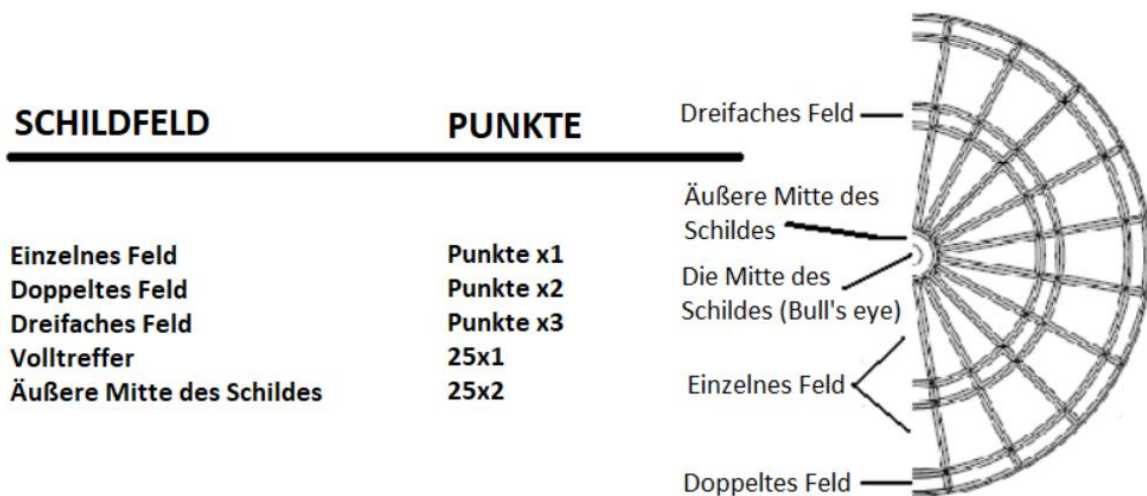 SCHILDFELD PUNKTE
Einzelnes Feld Punkte x1
Doppeltes Feld Punkte x2
Dreifaches Feld Punkte x3
Volltreffer 25x1
Äußere Mitte des Schildes 25x2
Dreifaches Feld
Äußere Mitte des
Schildes
Die Mitte des
Schildes (Bull's eye)
Einzelnes Feld
Doppeltes Feld